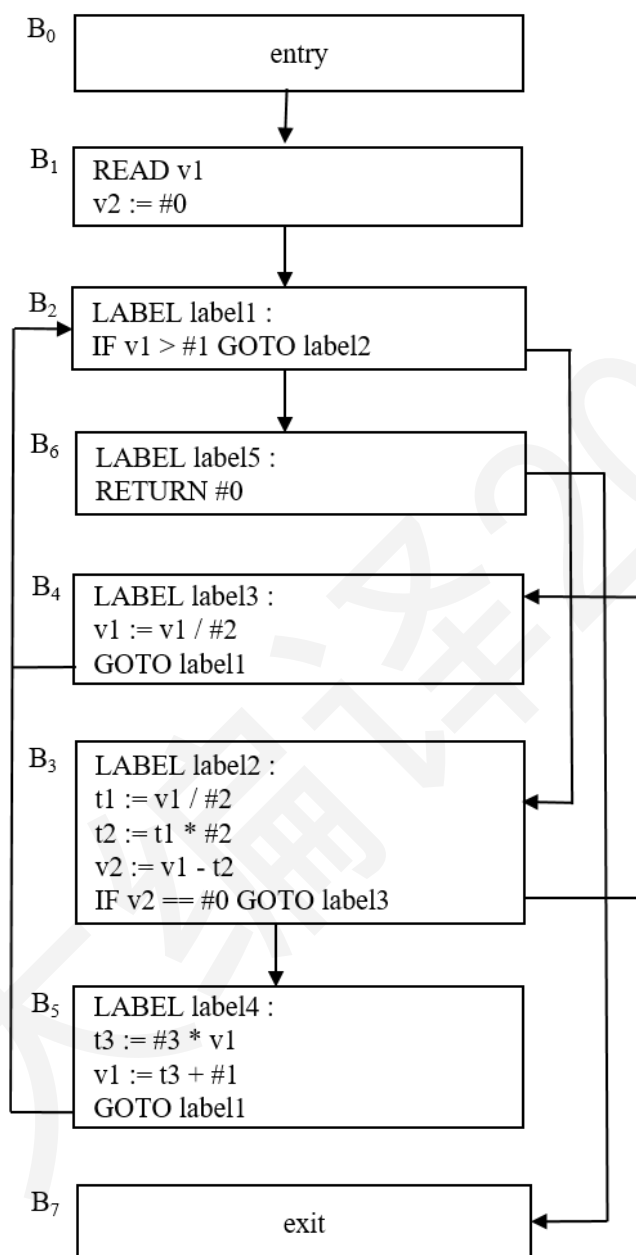 B₀
entry
B₁
READ v1
v2 := #0
B₂
LABEL label1 :
IF v1 > #1 GOTO label2
B₆
LABEL label5 :
RETURN #0
B₄
LABEL label3 :
v1 := v1 / #2
GOTO label1
B₃
LABEL label2 :
t1 := v1 / #2
t2 := t1 * #2
v2 := v1 - t2
IF v2 == #0 GOTO label3
B₅
LABEL label4 :
t3 := #3 * v1
v1 := t3 + #1
GOTO label1
B₇
exit